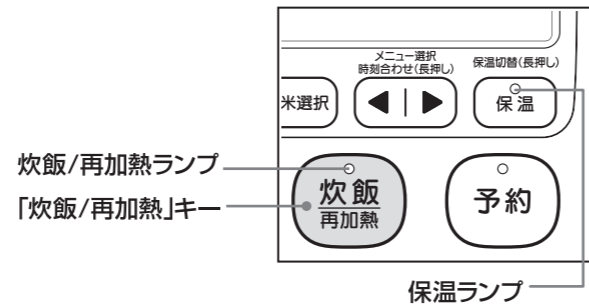 メニュー選択
時刻合わせ(長押し)
保温切替(長押し)
米選択
保温
炊飯/再加熱ランプ
「炊飯/再加熱」キー
炊飯
再加熱
予約
保温ランプ